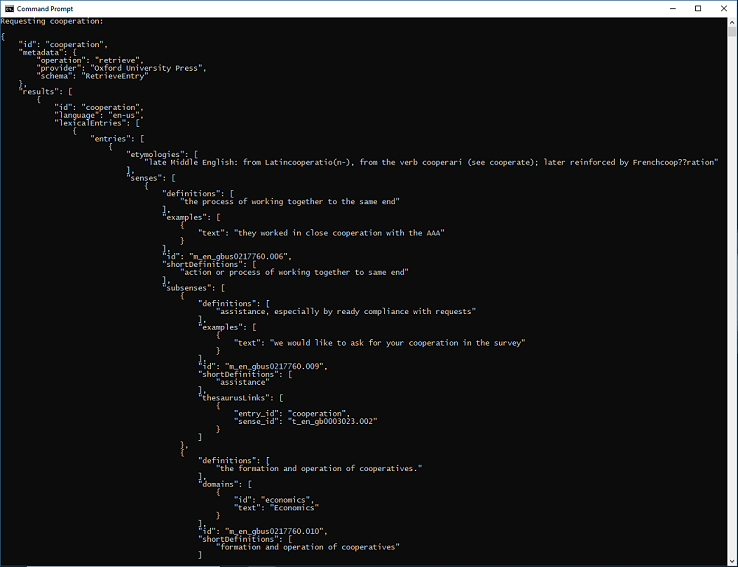 Command Prompt
Requesting cooperation:
{
"id": "cooperation",
"metadata": {
"operation": "retrieve",
"provider": "Oxford University Press",
"schema": "RetrieveEntry"
},
"results": [
{
"id": "cooperation",
"language": "en-us",
"lexicalEntries": [
{
"entries": [
{
"etymologies": [
"late Middle English: from Latincooperatio(n-), from the verb cooperari (see cooperate); later reinforced by Frenchcoop??ration"
],
"senses": [
{
"definitions": [
"the process of working together to the same end"
],
"examples": [
{
"text": "they worked in close cooperation with the AAA"
}
],
"id": "m_en_gbus0217760.006",
"shortDefinitions": [
"action or process of working together to same end"
],
"subsenses": [
{
"definitions": [
"assistance, especially by ready compliance with requests"
],
"examples": [
{
"text": "we would like to ask for your cooperation in the survey"
}
],
"id": "m_en_gbus0217760.009",
"shortDefinitions": [
"assistance"
],
"thesaurusLinks": [
{
"entry_id": "cooperation",
"sense_id": "t_en_gb0003023.002"
}
]
},
{
"definitions": [
"the formation and operation of cooperatives."
],
"domains": [
{
"id": "economics",
"text": "Economics"
}
],
"id": "m_en_gbus0217760.010",
"shortDefinitions": [
"formation and operation of cooperatives"
]